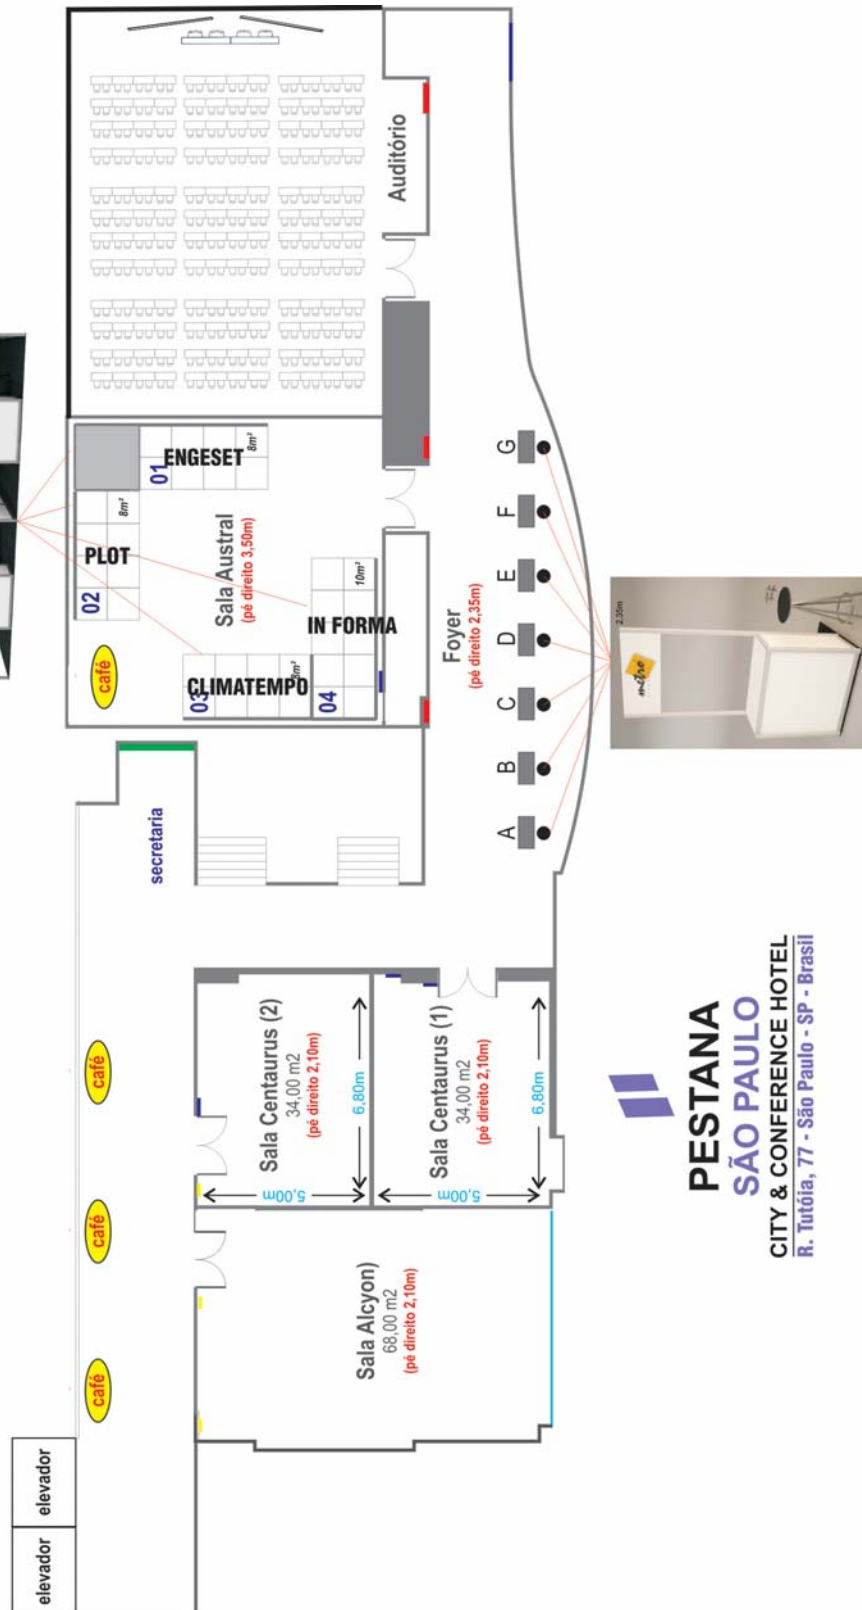 Auditório
01
ENGESET
8m²
02
PLOT
8m²
Sala Austral
(pé direito 3,50m)
café
03
CLIMATEMPO
8m²
04
IN FORMA
10m²
Foyer
(pé direito 2,35m)
A
B
C
D
E
F
G
2.35m
metro
secretaria
café
café
café
Sala Centaurus (2)
34,00 m2
(pé direito 2,10m)
6,80m
5,00m
Sala Centaurus (1)
34,00 m2
(pé direito 2,10m)
6,80m
5,00m
Sala Alcyon)
68,00 m2
(pé direito 2,10m)
elevador
elevador
PESTANA
SÃO PAULO
CITY & CONFERENCE HOTEL
R. Tutóia, 77 - São Paulo - SP - Brasil